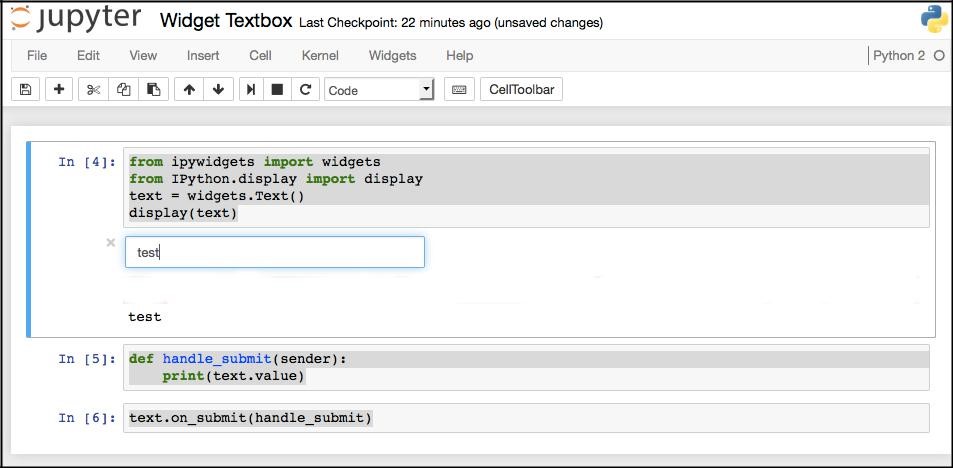 jupyter Widget Textbox Last Checkpoint: 22 minutes ago (unsaved changes)
File Edit View Insert Cell Kernel Widgets Help Python 2
Code CellToolbar
In [4]: from ipywidgets import widgets
from IPython.display import display
text = widgets.Text()
display(text)
test
test
In [5]: def handle_submit(sender):
    print(text.value)
In [6]: text.on_submit(handle_submit)